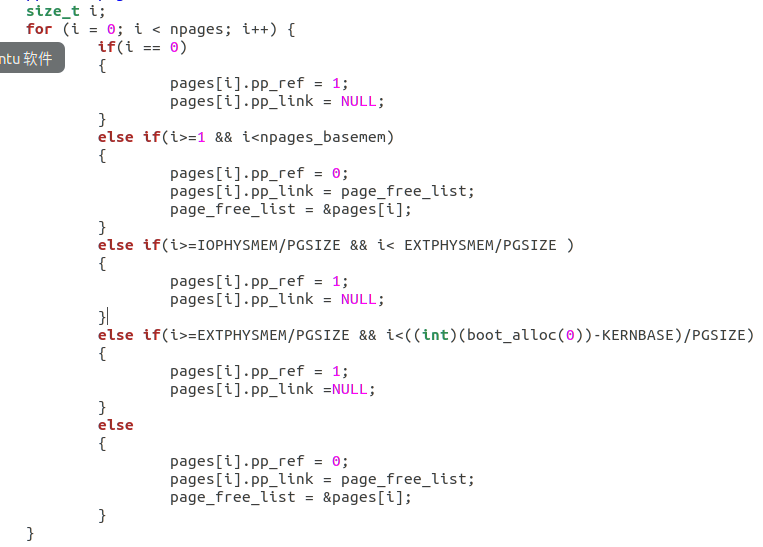 size_t i;
for (i = 0; i < npages; i++) {
if(i == 0)
ntu 软件
{
pages[i].pp_ref = 1;
pages[i].pp_link = NULL;
}
else if(i>=1 && i<npages_basemem)
{
pages[i].pp_ref = 0;
pages[i].pp_link = page_free_list;
page_free_list = &pages[i];
}
else if(i>=IOPHYSMEM/PGSIZE && i< EXTPHYSMEM/PGSIZE )
{
pages[i].pp_ref = 1;
pages[i].pp_link = NULL;
}
else if(i>=EXTPHYSMEM/PGSIZE && i<((int)(boot_alloc(0))-KERNBASE)/PGSIZE)
{
pages[i].pp_ref = 1;
pages[i].pp_link =NULL;
}
else
{
pages[i].pp_ref = 0;
pages[i].pp_link = page_free_list;
page_free_list = &pages[i];
}
}